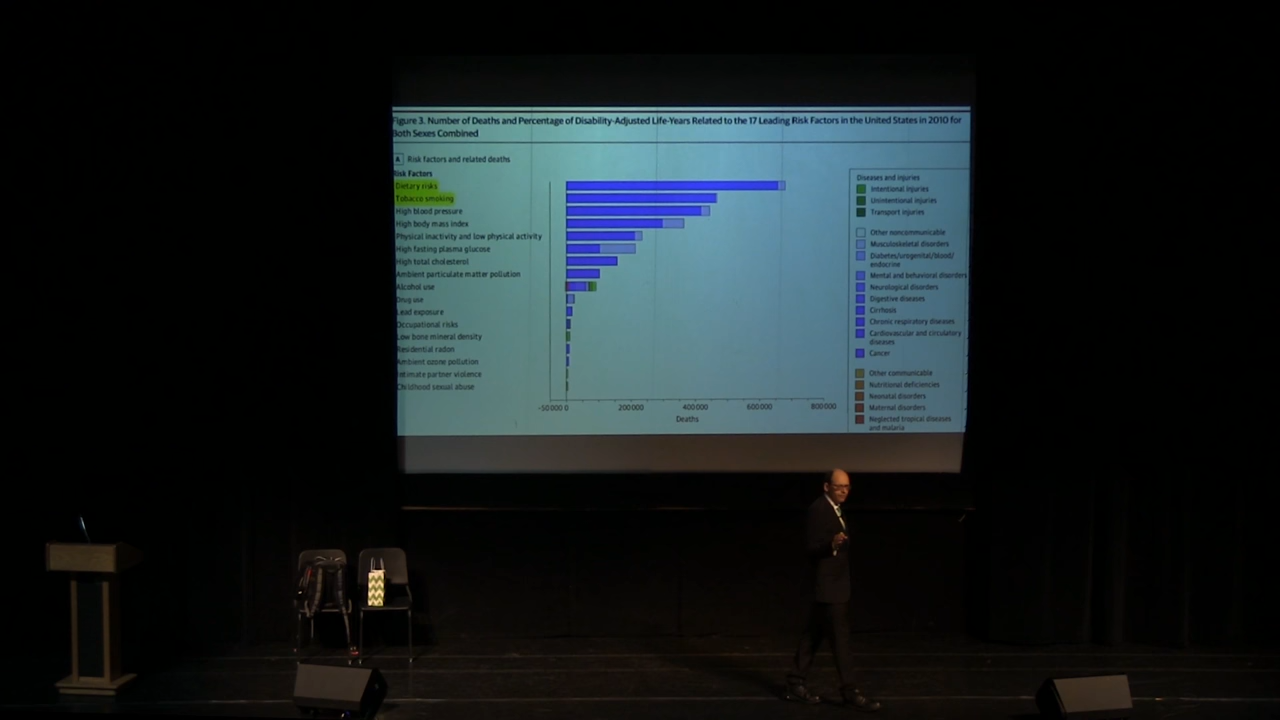 Figure 3. Number of Deaths and Percentage of Disability-Adjusted Life-Years Related to the 17 Leading Risk Factors in the United States in 2010 for
Both Sexes Combined
A Risk factors and related deaths
Risk Factors
Dietary risks
Tobacco smoking
High blood pressure
High body mass index
Physical inactivity and low physical activity
High fasting plasma glucose
High total cholesterol
Ambient particulate matter pollution
Alcohol use
Drug use
Lead exposure
Occupational risks
Low bone mineral density
Residential radon
Ambient ozone pollution
Intimate partner violence
Childhood sexual abuse
-50000 0 200000 400000 600000 800000
Deaths
Diseases and injuries
Intentional injuries
Unintentional injuries
Transport injuries
Other noncommunicable
Musculoskeletal disorders
Diabetes/urogenital/blood/
endocrine
Mental and behavioral disorders
Neurological disorders
Digestive diseases
Cirrhosis
Chronic respiratory diseases
Cardiovascular and circulatory
diseases
Cancer
Other communicable
Nutritional deficiencies
Neonatal disorders
Maternal disorders
Neglected tropical diseases
and malaria